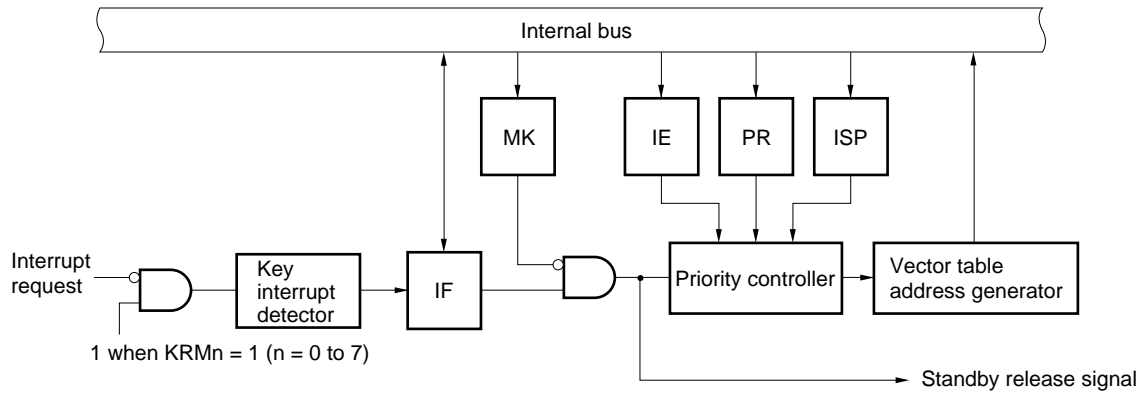 Internal bus
MK
IE
PR
ISP
Interrupt
request
Key
interrupt
detector
IF
Priority controller
Vector table
address generator
1 when KRMn = 1 (n = 0 to 7)
Standby release signal